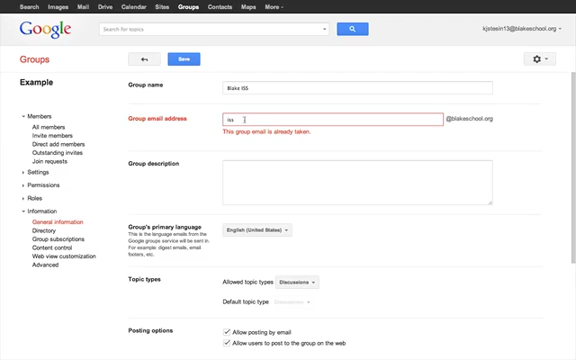 Search Images Mail Drive Calendar Sites Groups Contacts Maps More
Google
Search for topics
kjstesin13@blakeschool.org
Groups
Save
Example
Group name
Blake ISS
Members
Group email address
iss
@blakeschool.org
This group email is already taken.
All members
Invite members
Direct add members
Outstanding invites
Join requests
Group description
Settings
Permissions
Roles
Information
General information
Directory
Group subscriptions
Content control
Web view customization
Advanced
Group's primary language
This is the language emails from the
Google groups service will be sent in.
For example: digest emails, email
footers, etc.
English (United States)
Topic types
Allowed topic types
Discussions
Default topic type
Discussions
Posting options
Allow posting by email
Allow users to post to the group on the web